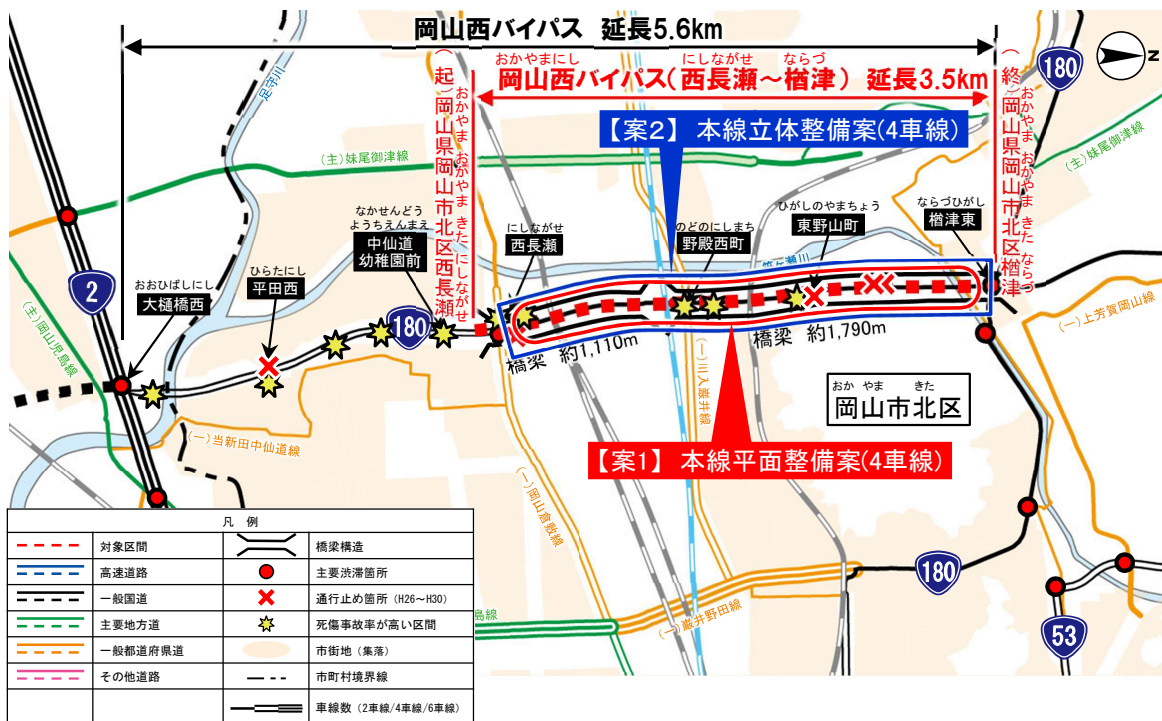 岡山西バイパス 延長5.6km
おかやまにし にしながせ ならづ
岡山西バイパス(西長瀬～楢津) 延長3.5km
【案2】 本線立体整備案(4車線)
180
N
(起)岡山県岡山市北区西長瀬
おかやま おかやま きた にしながせ
(終)岡山県岡山市北区楢津
おかやま おかやま きた ならづ
足守川
(主)妹尾御津線
(主)妹尾御津線
なかせんどう
ようちえんまえ
中仙道
幼稚園前
にしながせ
西長瀬
のどのにしまち
野殿西町
ひがしのやまちょう
東野山町
ならづひがし
楢津東
笹ヶ瀬川
2
おおひばしにし
大樋橋西
ひらたにし
平田西
180
(主)岡山児島線
橋梁 約1,110m
橋梁 約1,790m
(一)川入巌井線
(一)上芳賀岡山線
おか やま きた
岡山市北区
【案1】 本線平面整備案(4車線)
(一)当新田中仙道線
(一)岡山倉敷線
(一)巌井野田線
島線
180
53
凡 例
対象区間 橋梁構造
高速道路 主要渋滞箇所
一般国道 通行止め箇所 (H26～H30)
主要地方道 死傷事故率が高い区間
一般都道府県道 市街地 (集落)
その他道路 市町村境界線
車線数 (2車線/4車線/6車線)